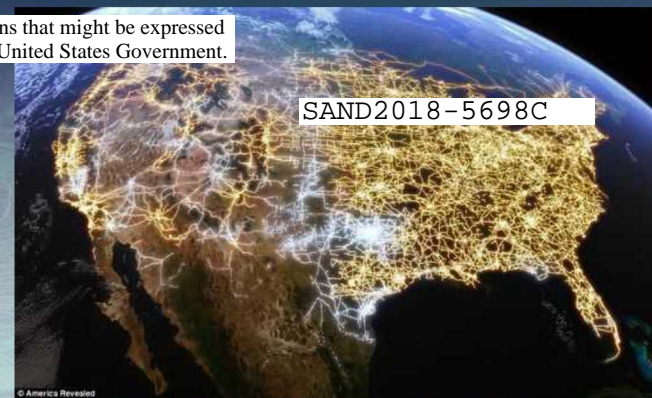 ns that might be expressed
United States Government.
SAND2018-5698C
© America Revealed